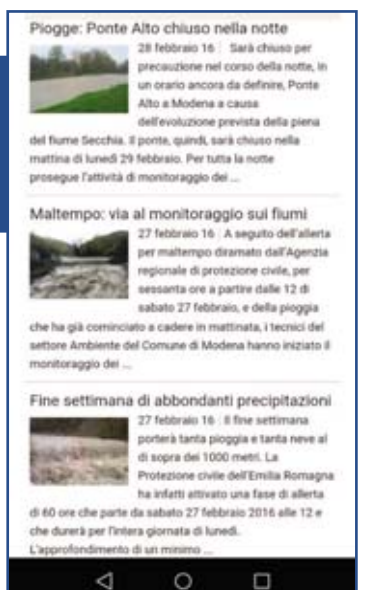 Piogge: Ponte Alto chiuso nella notte
28 febbraio 16 | Sarà chiuso per
precauzione nel corso della notte, in
un orario ancora da definire, Ponte
Alto a Modena a causa
dell'evoluzione prevista della piena
del fiume Secchia. Il ponte, quindi, sarà chiuso nella
mattina di lunedì 29 febbraio. Per tutta la notte
prosegue l'attività di monitoraggio dei ...
Maltempo: via al monitoraggio sui fiumi
27 febbraio 16 | A seguito dell'allerta
per maltempo diramato dall'Agenzia
regionale di protezione civile, per
sessanta ore a partire dalle 12 di
sabato 27 febbraio, e della pioggia
che ha già cominciato a cadere in mattinata, i tecnici del
settore Ambiente del Comune di Modena hanno iniziato il
monitoraggio dei ...
Fine settimana di abbondanti precipitazioni
27 febbraio 16 | Il fine settimana
porterà tanta pioggia e tanta neve al
di sopra dei 1000 metri. La
Protezione civile dell'Emilia Romagna
ha infatti attivato una fase di allerta
di 60 ore che parte da sabato 27 febbraio 2016 alle 12 e
che durerà per l'intera giornata di lunedì.
L'approfondimento di un minimo ...